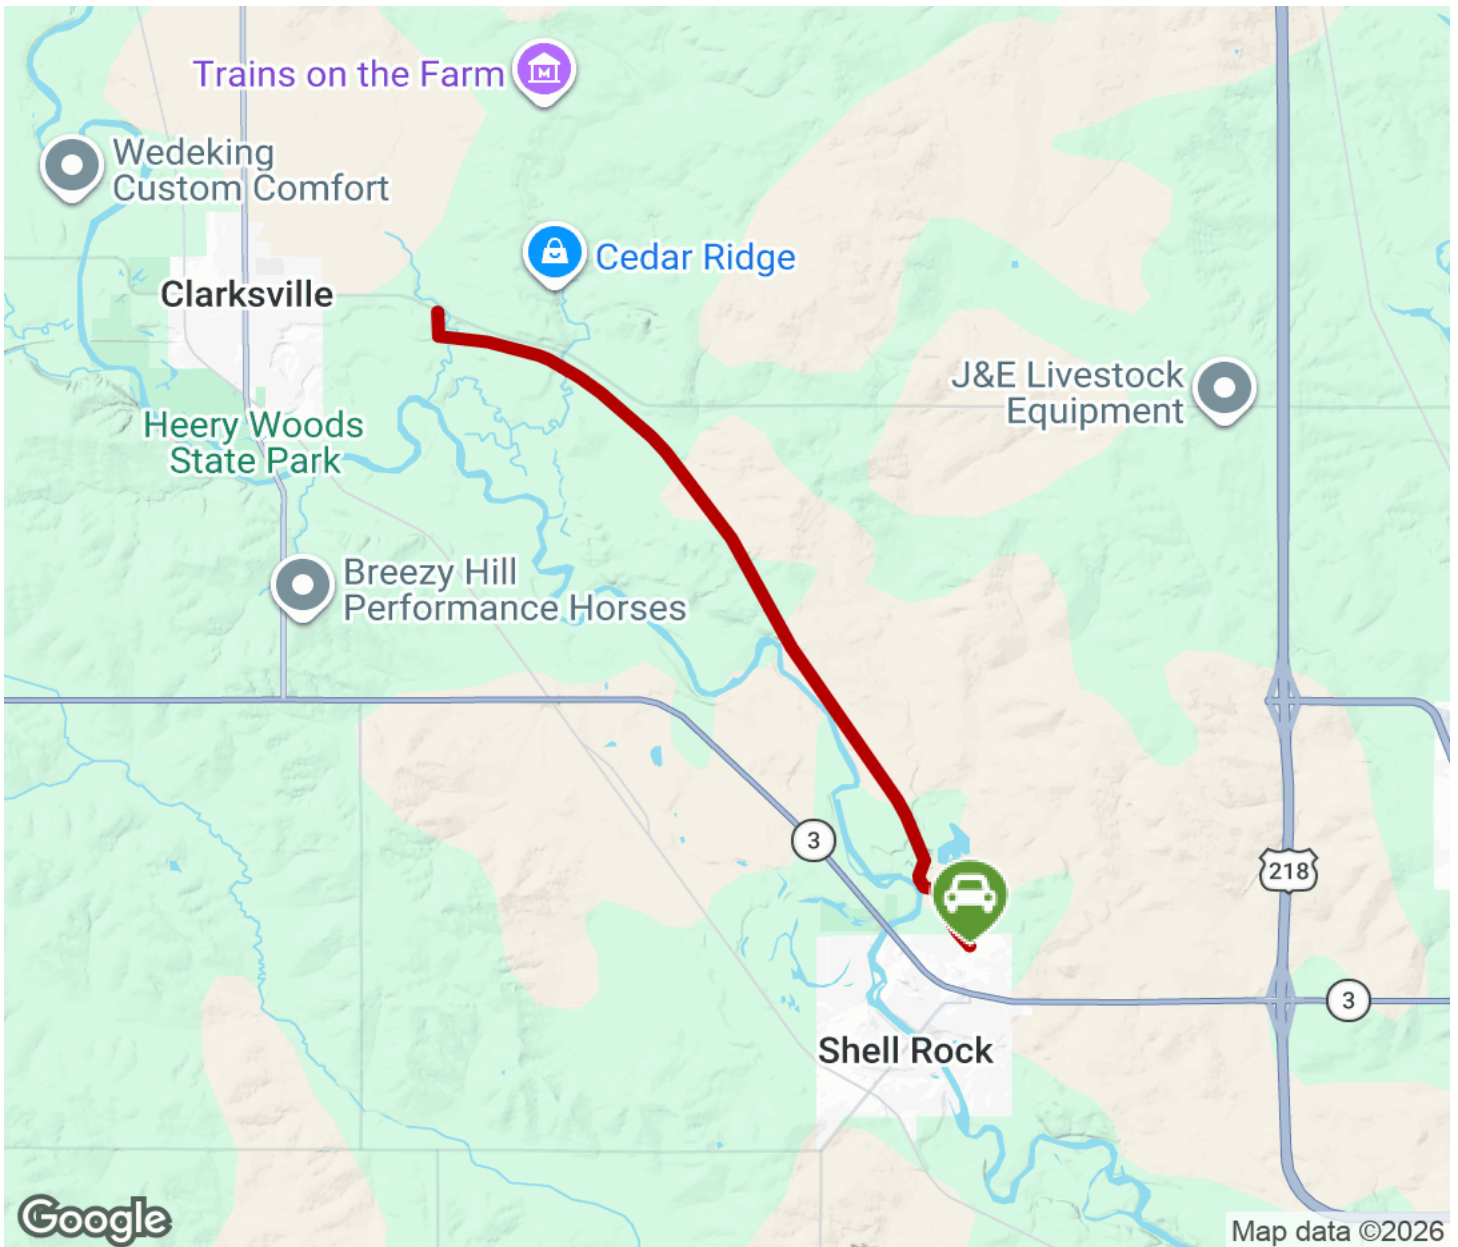 Trains on the Farm
M
Wedeking
Custom Comfort
Cedar Ridge
Clarksville
J&E Livestock
Equipment
Heery Woods
State Park
Breezy Hill
Performance Horses
3
218
3
Shell Rock
Google
Map data ©2026